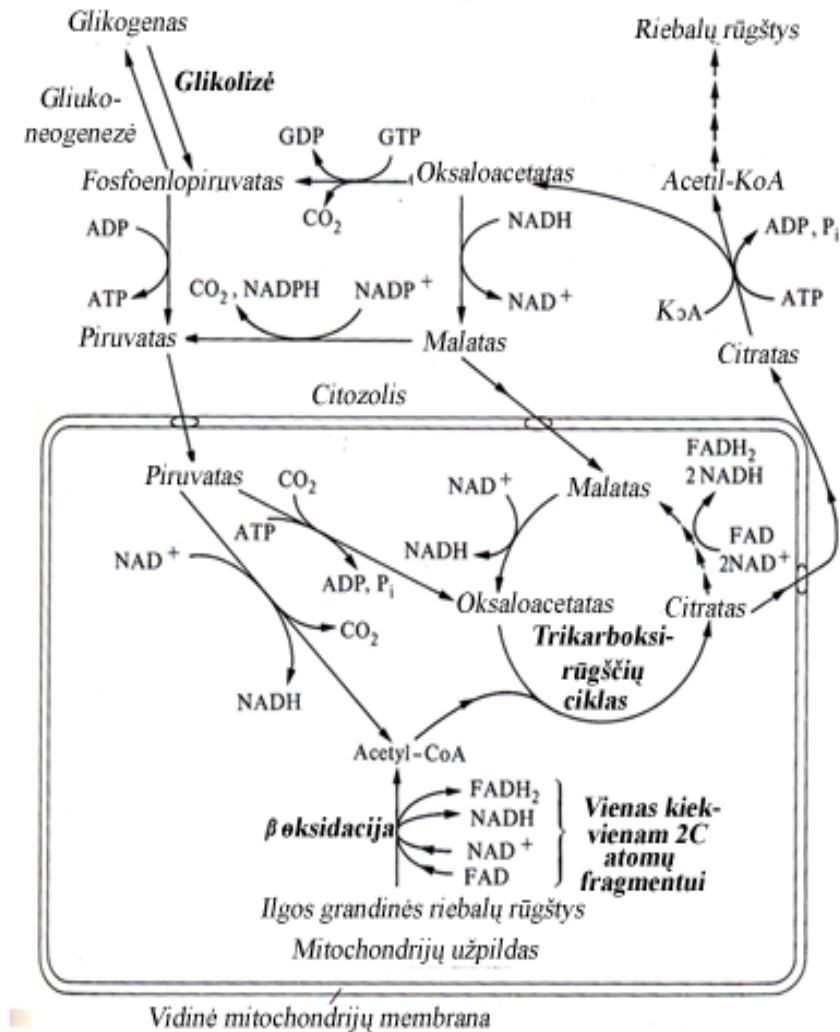 Glikogenas
Riebalų rūgštys
Glikolizė
Gliuko-
neogenezė
GDP
GTP
Fosfoenlopiruvatas
Oksaloacetatas
Acetil-KoA
CO₂
ADP
NADH
ADP, Pᵢ
ATP
CO₂, NADPH
NADP⁺
NAD⁺
KɔA
ATP
Piruvatas
Malatas
Citratas
Citozolis
Piruvatas
CO₂
NAD⁺
Malatas
FADH₂
2 NADH
ATP
NAD⁺
NADH
FAD
2NAD⁺
ADP, Pᵢ
Oksaloacetatas
Citratas
CO₂
Trikarboksi-
rūgščių
ciklas
NADH
Acetyl-CoA
β oksidacija
FADH₂
NADH
NAD⁺
FAD
Vienas kiek-
vienam 2C
atomų
fragmentui
Ilgos grandinės riebalų rūgštys
Mitochondrijų užpildas
Vidinė mitochondrijų membrana